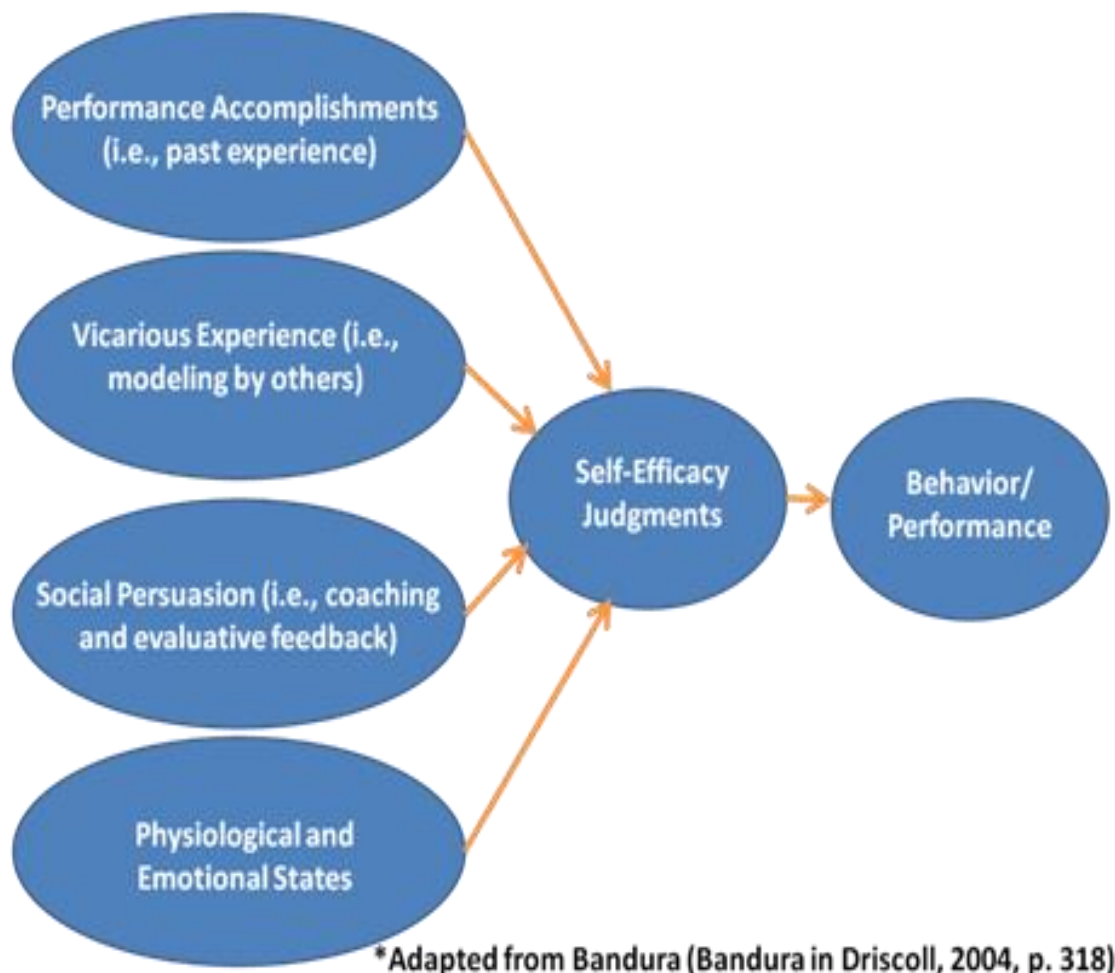 Performance Accomplishments
(i.e., past experience)
Vicarious Experience (i.e.,
modeling by others)
Social Persuasion (i.e., coaching
and evaluative feedback)
Physiological and
Emotional States
Self-Efficacy
Judgments
Behavior/
Performance
*Adapted from Bandura (Bandura in Driscoll, 2004, p. 318)